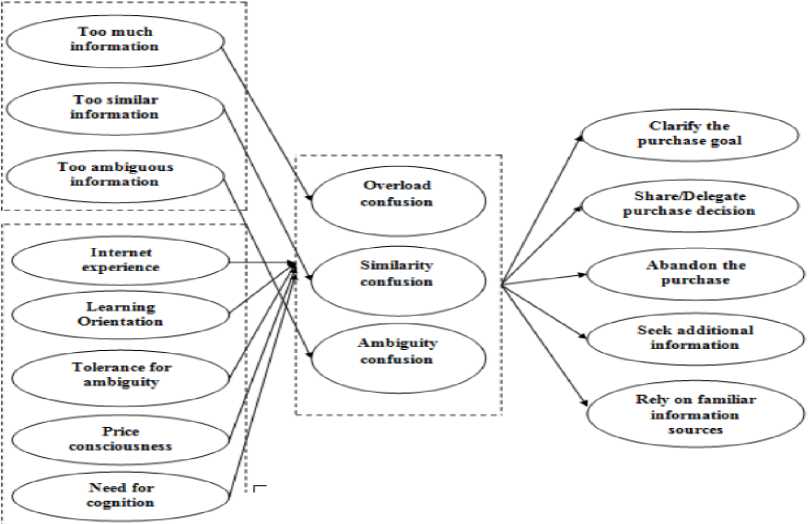 Too much
information
Too similar
information
Too ambiguous
information
Internet
experience
Learning
Orientation
Tolerance for
ambiguity
Price
consciousness
Need for
cognition
Overload
confusion
Similarity
confusion
Ambiguity
confusion
Clarify the
purchase goal
Share/Delegate
purchase decision
Abandon the
purchase
Seek additional
information
Rely on familiar
information
sources